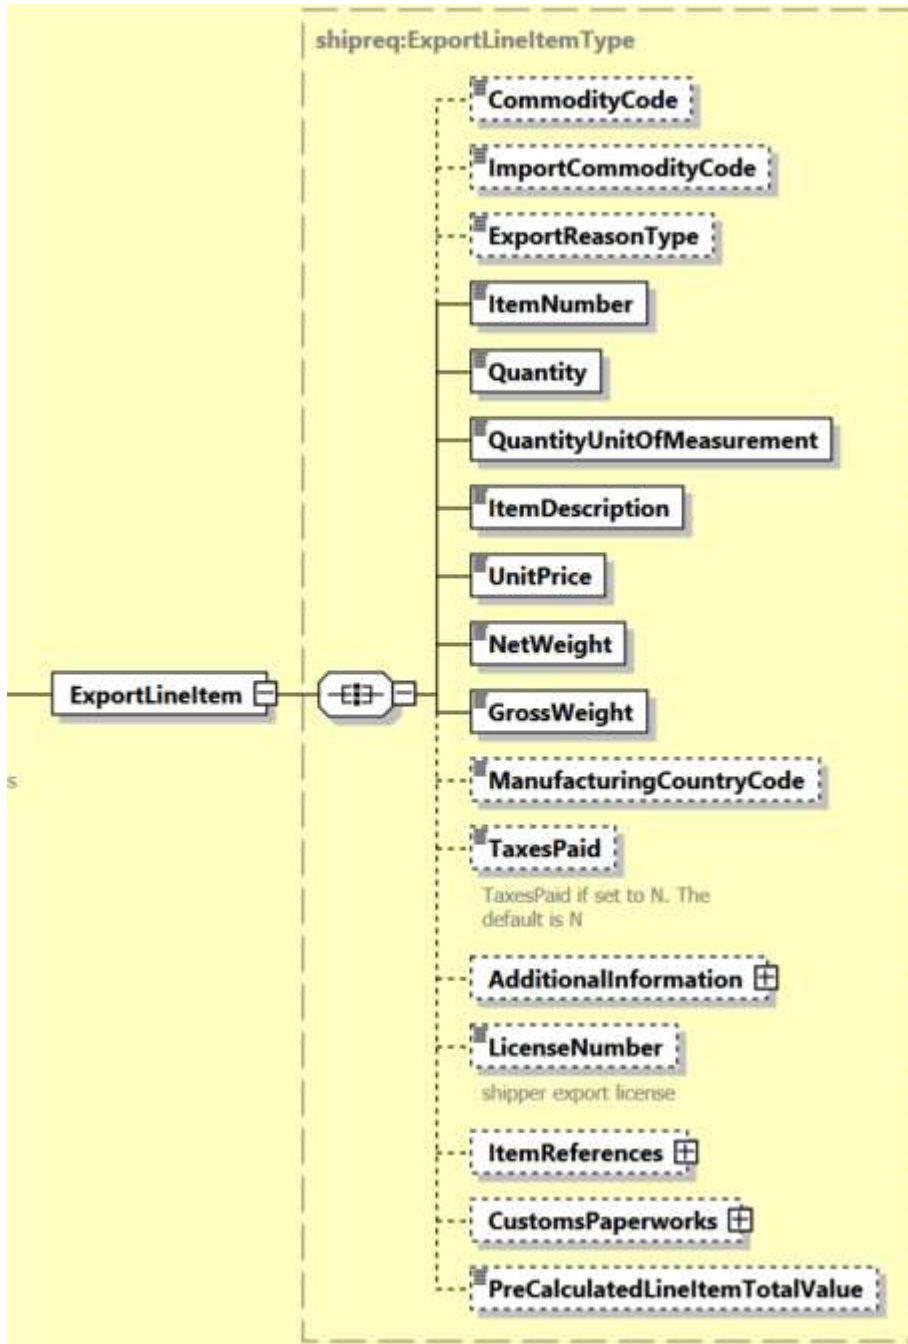 shipreq:ExportLineItemType
CommodityCode
ImportCommodityCode
ExportReasonType
ItemNumber
Quantity
QuantityUnitOfMeasurement
ItemDescription
UnitPrice
NetWeight
ExportLineItem
GrossWeight
s
ManufacturingCountryCode
TaxesPaid
TaxesPaid if set to N. The
default is N
AdditionalInformation
LicenseNumber
shipper export license
ItemReferences
CustomsPaperworks
PreCalculatedLineItemTotalValue